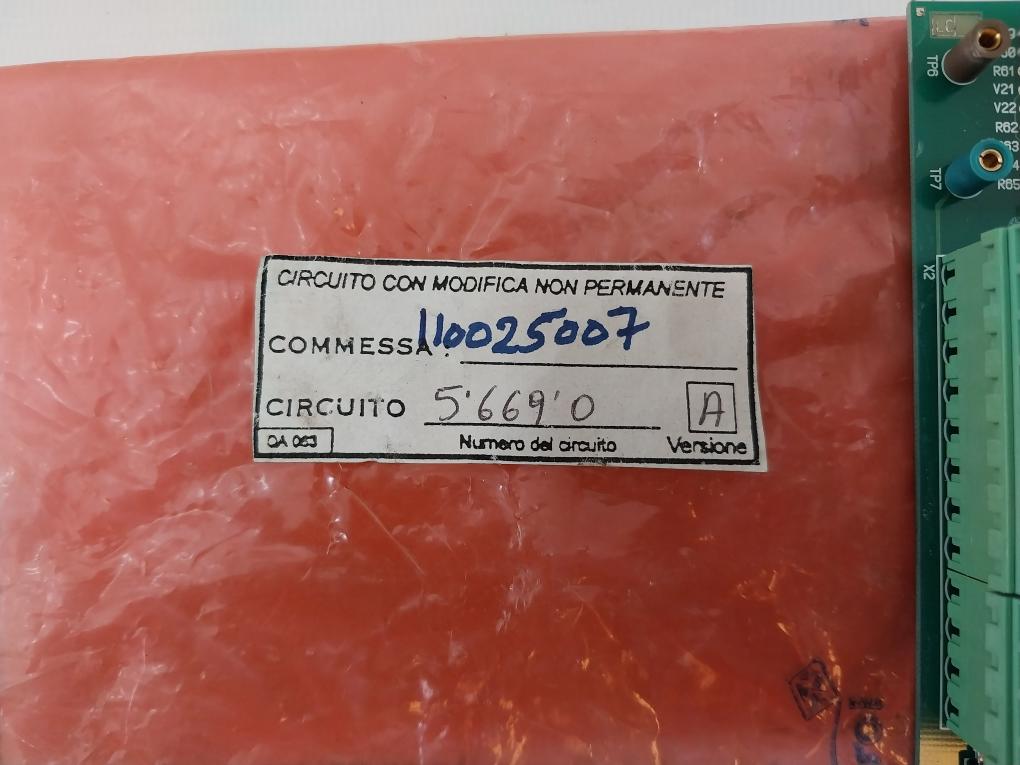 CIRCUITO CON MODIFICA NON PERMANENTE
COMMESSA. 110025007
CIRCUITO 5'669'0 A
QA 063 Numero del circuito Versione
TP6
R61
V21
V22
R62
TP7
R65
X2